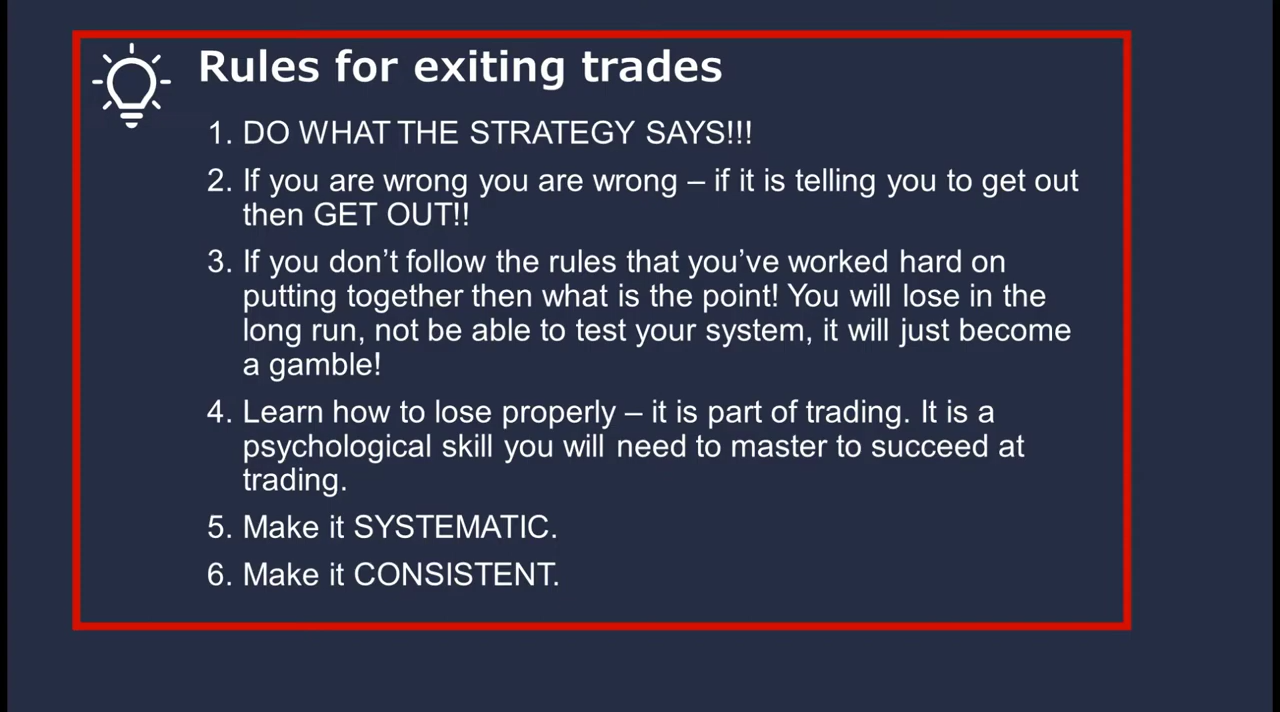 Rules for exiting trades
1. DO WHAT THE STRATEGY SAYS!!!
2. If you are wrong you are wrong – if it is telling you to get out
then GET OUT!!
3. If you don’t follow the rules that you’ve worked hard on
putting together then what is the point! You will lose in the
long run, not be able to test your system, it will just become
a gamble!
4. Learn how to lose properly – it is part of trading. It is a
psychological skill you will need to master to succeed at
trading.
5. Make it SYSTEMATIC.
6. Make it CONSISTENT.